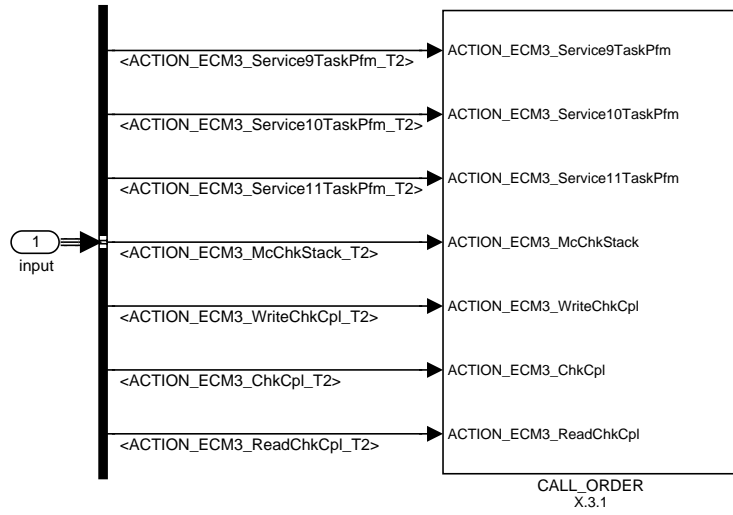 ACTION_ECM3_Service9TaskPfm
<ACTION_ECM3_Service9TaskPfm_T2>
ACTION_ECM3_Service10TaskPfm
<ACTION_ECM3_Service10TaskPfm_T2>
ACTION_ECM3_Service11TaskPfm
<ACTION_ECM3_Service11TaskPfm_T2>
1
ACTION_ECM3_McChkStack
<ACTION_ECM3_McChkStack_T2>
input
ACTION_ECM3_WriteChkCpl
<ACTION_ECM3_WriteChkCpl_T2>
ACTION_ECM3_ChkCpl
<ACTION_ECM3_ChkCpl_T2>
ACTION_ECM3_ReadChkCpl
<ACTION_ECM3_ReadChkCpl_T2>
CALL_ORDER
X.3.1